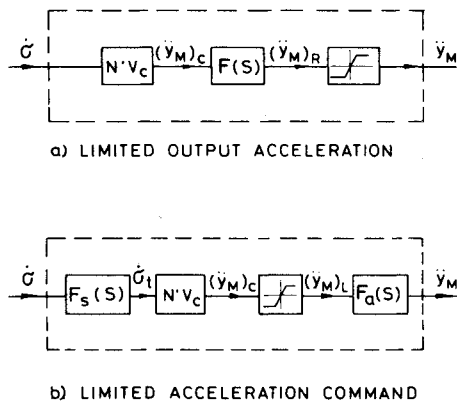 σ̇ N'Vc (ÿM)C F(S) (ÿM)R ÿM
a) LIMITED OUTPUT ACCELERATION
σ̇ Fs(S) σ̇t N'Vc (ÿM)C (ÿM)L Fa(S) ÿM
b) LIMITED ACCELERATION COMMAND